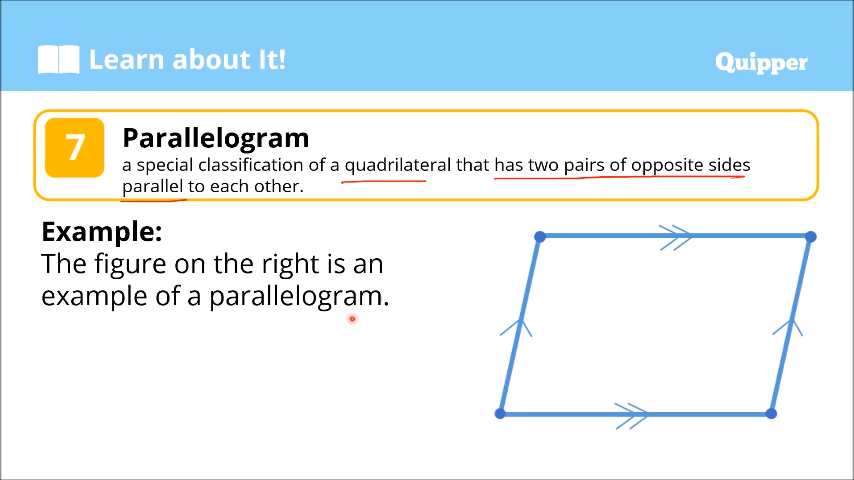 Learn about It!
Quipper
7
Parallelogram
a special classification of a quadrilateral that has two pairs of opposite sides
parallel to each other.
Example:
The figure on the right is an
example of a parallelogram.